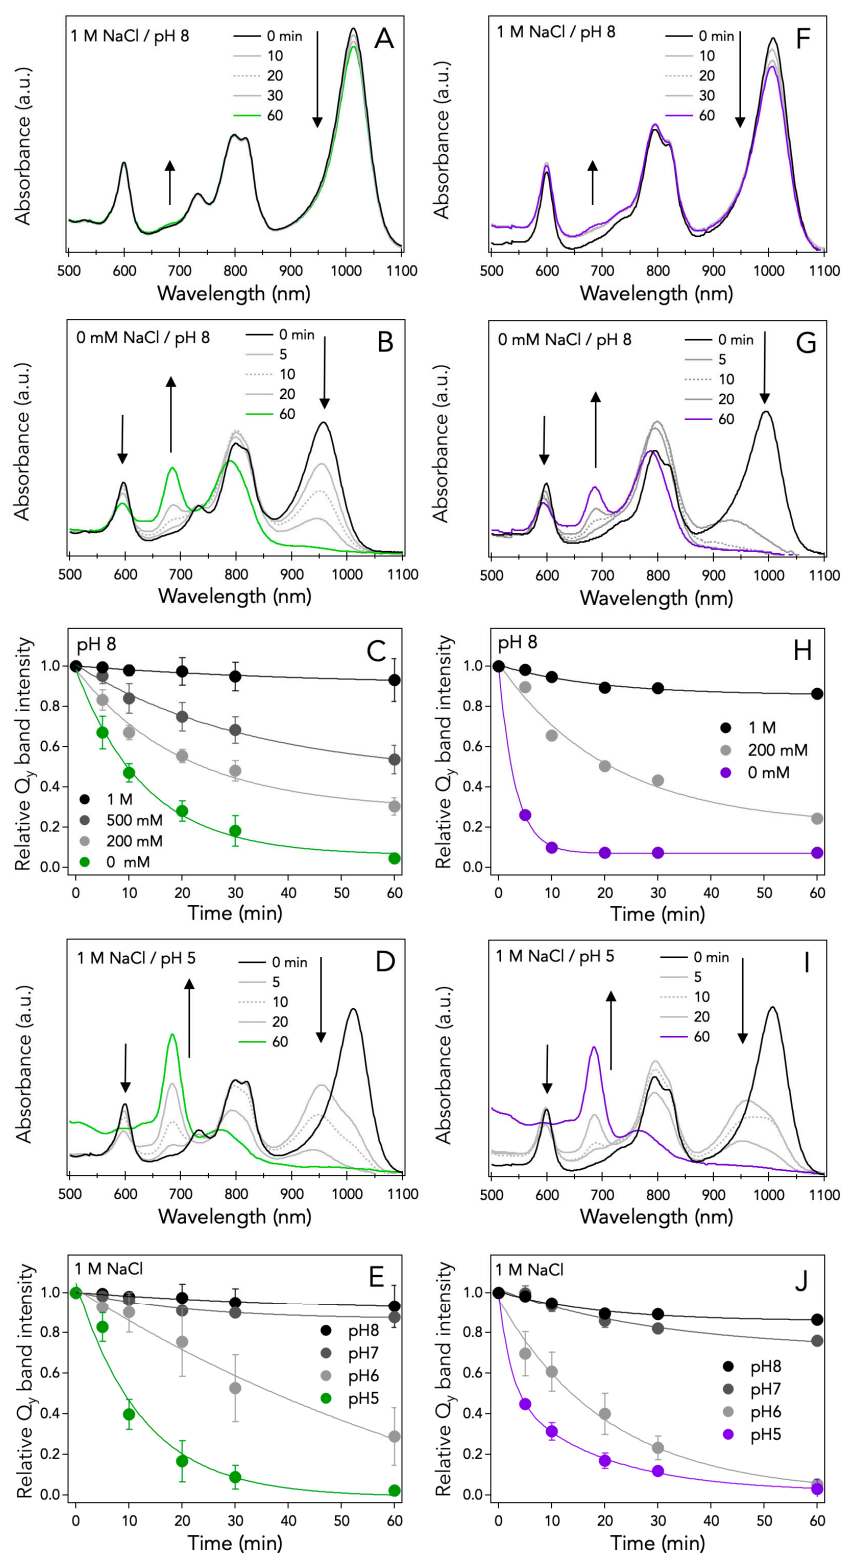 1 M NaCl / pH 8
A
0 min
10
20
30
60
Absorbance (a.u.)
500 600 700 800 900 1000 1100
Wavelength (nm)
1 M NaCl / pH 8
F
0 min
10
20
30
60
Absorbance (a.u.)
500 600 700 800 900 1000 1100
Wavelength (nm)
0 mM NaCl / pH 8
B
0 min
5
10
20
60
Absorbance (a.u.)
500 600 700 800 900 1000 1100
Wavelength (nm)
0 mM NaCl / pH 8
G
0 min
5
10
20
60
Absorbance (a.u.)
500 600 700 800 900 1000 1100
Wavelength (nm)
pH 8
C
1.0
0.8
0.6
0.4
0.2
0.0
1 M
500 mM
200 mM
0 mM
Relative Qy band intensity
0 10 20 30 40 50 60
Time (min)
pH 8
H
1.0
0.8
0.6
0.4
0.2
0.0
1 M
200 mM
0 mM
Relative Qy band intensity
0 10 20 30 40 50 60
Time (min)
1 M NaCl / pH 5
D
0 min
5
10
20
60
Absorbance (a.u.)
500 600 700 800 900 1000 1100
Wavelength (nm)
1 M NaCl / pH 5
I
0 min
5
10
20
60
Absorbance (a.u.)
500 600 700 800 900 1000 1100
Wavelength (nm)
1 M NaCl
E
1.0
0.8
0.6
0.4
0.2
0.0
pH8
pH7
pH6
pH5
Relative Qy band intensity
0 10 20 30 40 50 60
Time (min)
1 M NaCl
J
1.0
0.8
0.6
0.4
0.2
0.0
pH8
pH7
pH6
pH5
Relative Qy band intensity
0 10 20 30 40 50 60
Time (min)